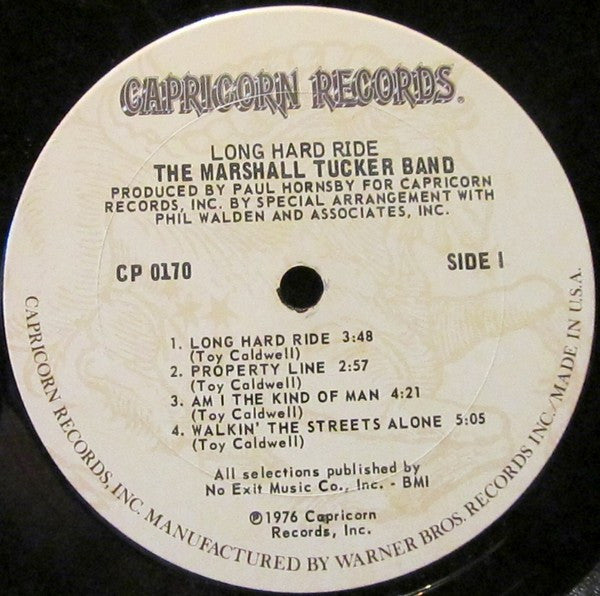 CAPRICORN RECORDS.
LONG HARD RIDE
THE MARSHALL TUCKER BAND
PRODUCED BY PAUL HORNSBY FOR CAPRICORN
RECORDS, INC. BY SPECIAL ARRANGEMENT WITH
PHIL WALDEN AND ASSOCIATES, INC.
CP 0170
SIDE I
1. LONG HARD RIDE 3:48
(Toy Caldwell)
2. PROPERTY LINE 2:57
(Toy Caldwell)
3. AM I THE KIND OF MAN 4:21
(Toy Caldwell)
4. WALKIN' THE STREETS ALONE 5:05
(Toy Caldwell)
All selections published by
No Exit Music Co., Inc. - BMI
℗1976 Capricorn
Records, Inc.
CAPRICORN RECORDS, INC. MANUFACTURED BY WARNER BROS. RECORDS INC./MADE IN U.S.A.